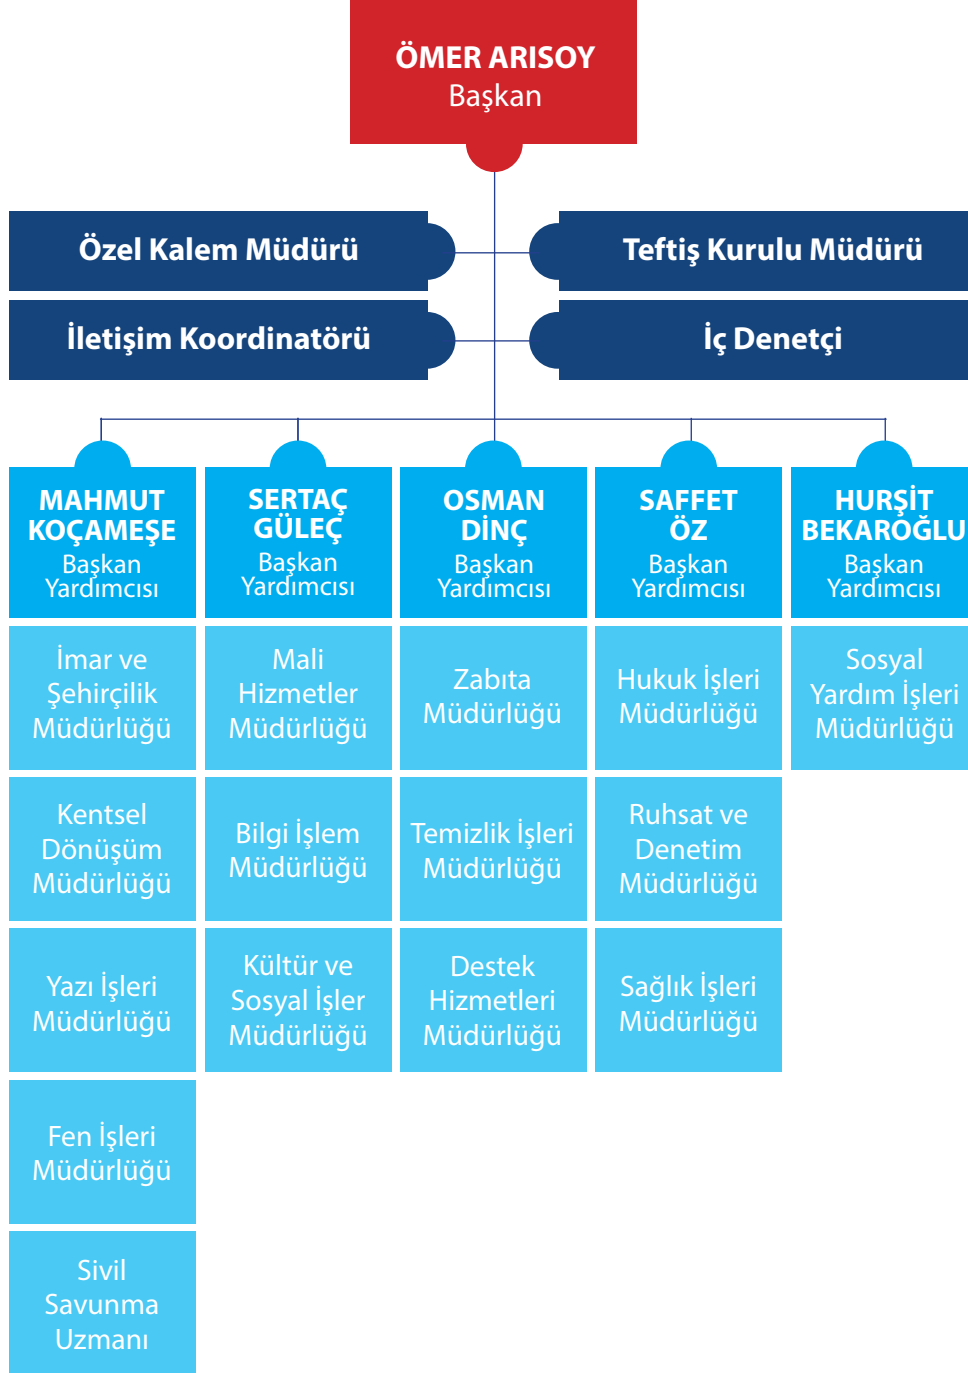 ÖMER ARISOY
Başkan
Özel Kalem Müdürü
Teftiş Kurulu Müdürü
İletişim Koordinatörü
İç Denetçi
MAHMUT
KOÇAMEŞE
Başkan
Yardımcısı
SERTAÇ
GÜLEÇ
Başkan
Yardımcısı
OSMAN
DİNÇ
Başkan
Yardımcısı
SAFFET
ÖZ
Başkan
Yardımcısı
HURŞİT
BEKAROĞLU
Başkan
Yardımcısı
İmar ve
Şehirçilik
Müdürlüğü
Mali
Hizmetler
Müdürlüğü
Zabıta
Müdürlüğü
Hukuk İşleri
Müdürlüğü
Sosyal
Yardım İşleri
Müdürlüğü
Kentsel
Dönüşüm
Müdürlüğü
Bilgi İşlem
Müdürlüğü
Temizlik İşleri
Müdürlüğü
Ruhsat ve
Denetim
Müdürlüğü
Yazı İşleri
Müdürlüğü
Kültür ve
Sosyal İşler
Müdürlüğü
Destek
Hizmetleri
Müdürlüğü
Sağlık İşleri
Müdürlüğü
Fen İşleri
Müdürlüğü
Sivil
Savunma
Uzmanı